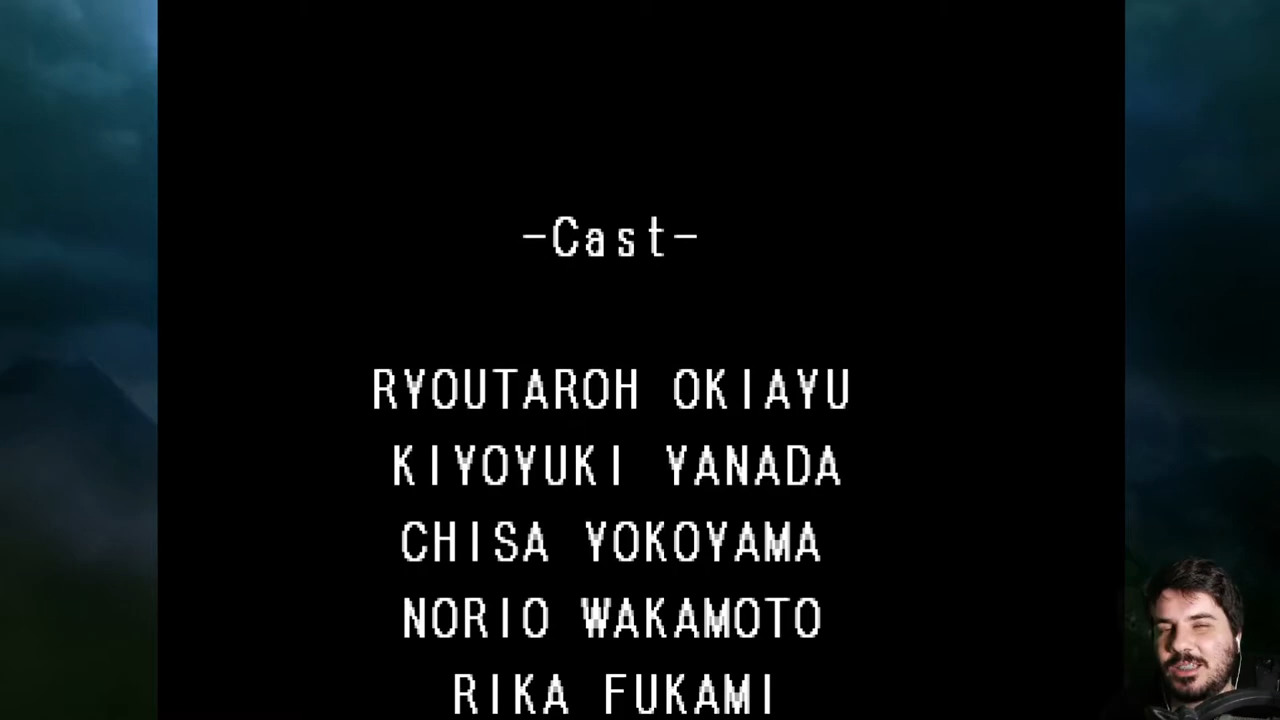 -Cast-
RYOUTAROH OKIAYU
KIYOYUKI YANADA
CHISA YOKOYAMA
NORIO WAKAMOTO
RIKA FUKAMI